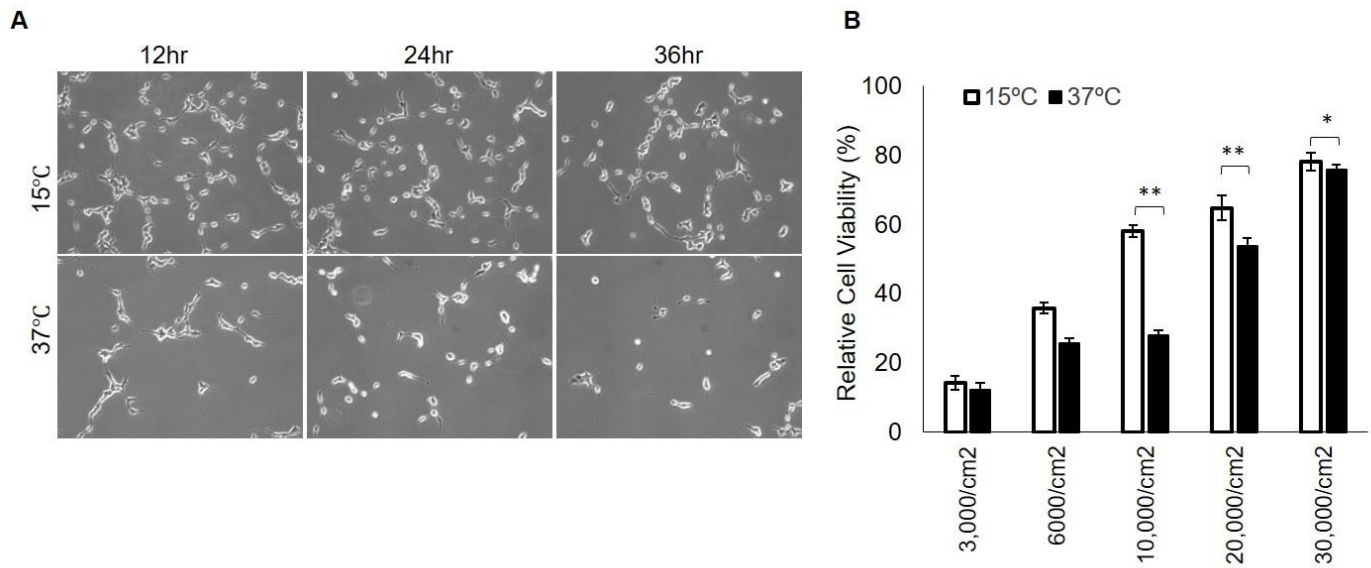 A
12hr 24hr 36hr
15ºC
37ºC
B
Relative Cell Viability (%)
100
80
60
40
20
0
15ºC 37ºC
**
**
*
3,000/cm2
6000/cm2
10,000/cm2
20,000/cm2
30,000/cm2